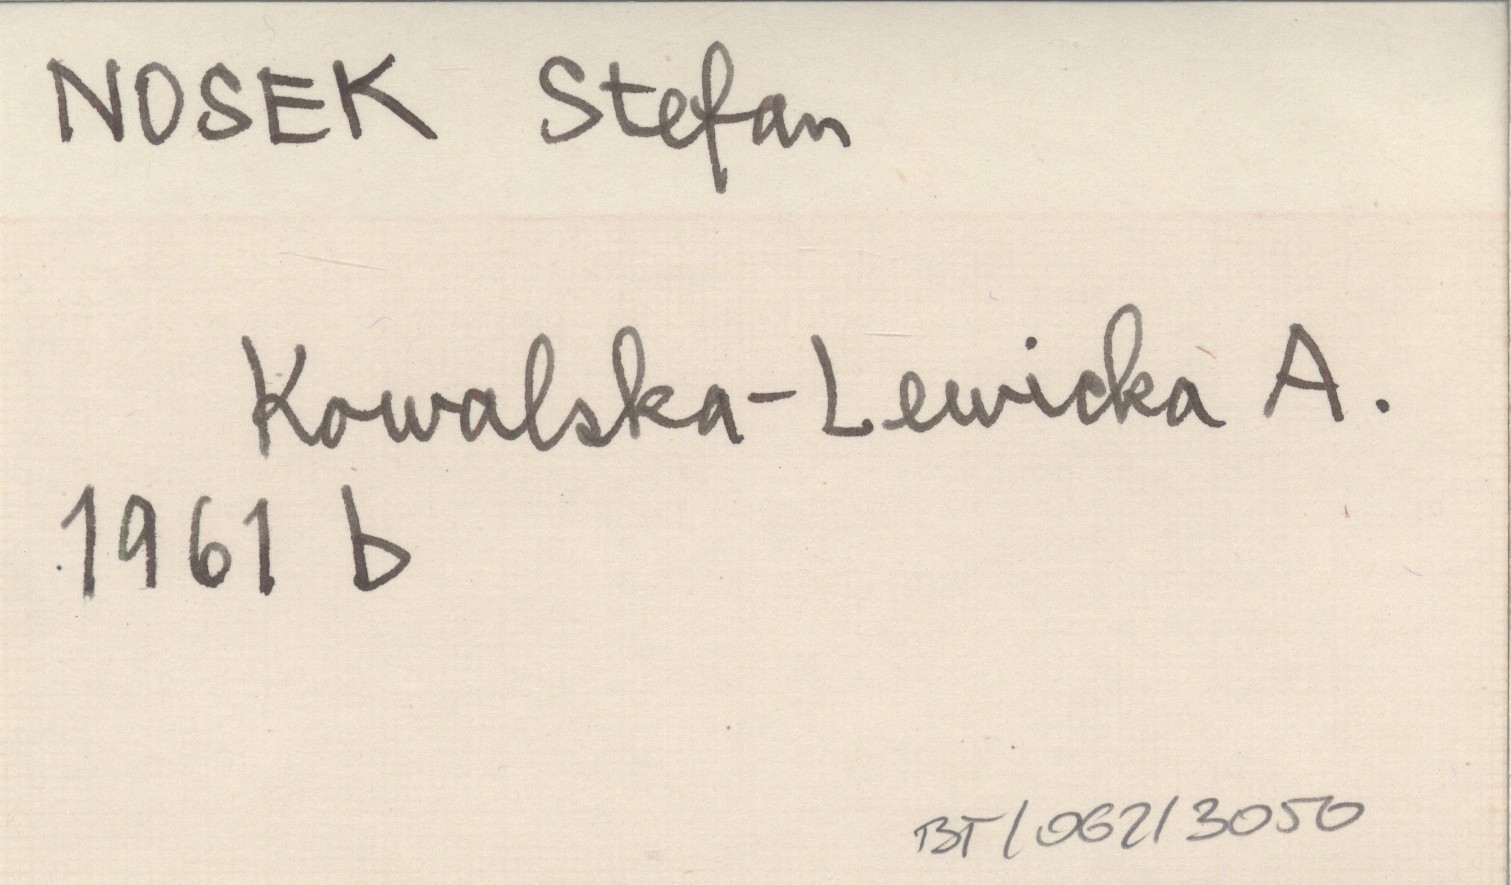 NOSEK Stefan
Kowalska-Lewicka A.
1961 b
BT/062/3050